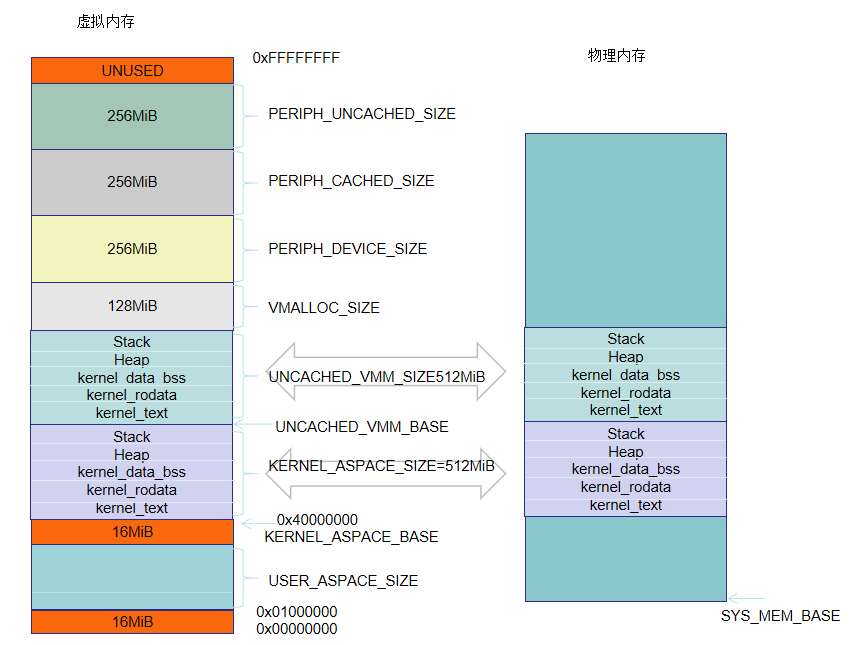 虚拟内存
物理内存
0xFFFFFFFF
UNUSED
256MiB
PERIPH_UNCACHED_SIZE
256MiB
PERIPH_CACHED_SIZE
256MiB
PERIPH_DEVICE_SIZE
128MiB
VMALLOC_SIZE
Stack
Heap
kernel_data_bss
kernel_rodata
kernel_text
UNCACHED_VMM_SIZE512MiB
Stack
Heap
kernel_data_bss
kernel_rodata
kernel_text
UNCACHED_VMM_BASE
Stack
Heap
kernel_data_bss
kernel_rodata
kernel_text
KERNEL_ASPACE_SIZE=512MiB
Stack
Heap
kernel_data_bss
kernel_rodata
kernel_text
0x40000000
KERNEL_ASPACE_BASE
16MiB
USER_ASPACE_SIZE
0x01000000
16MiB
0x00000000
SYS_MEM_BASE